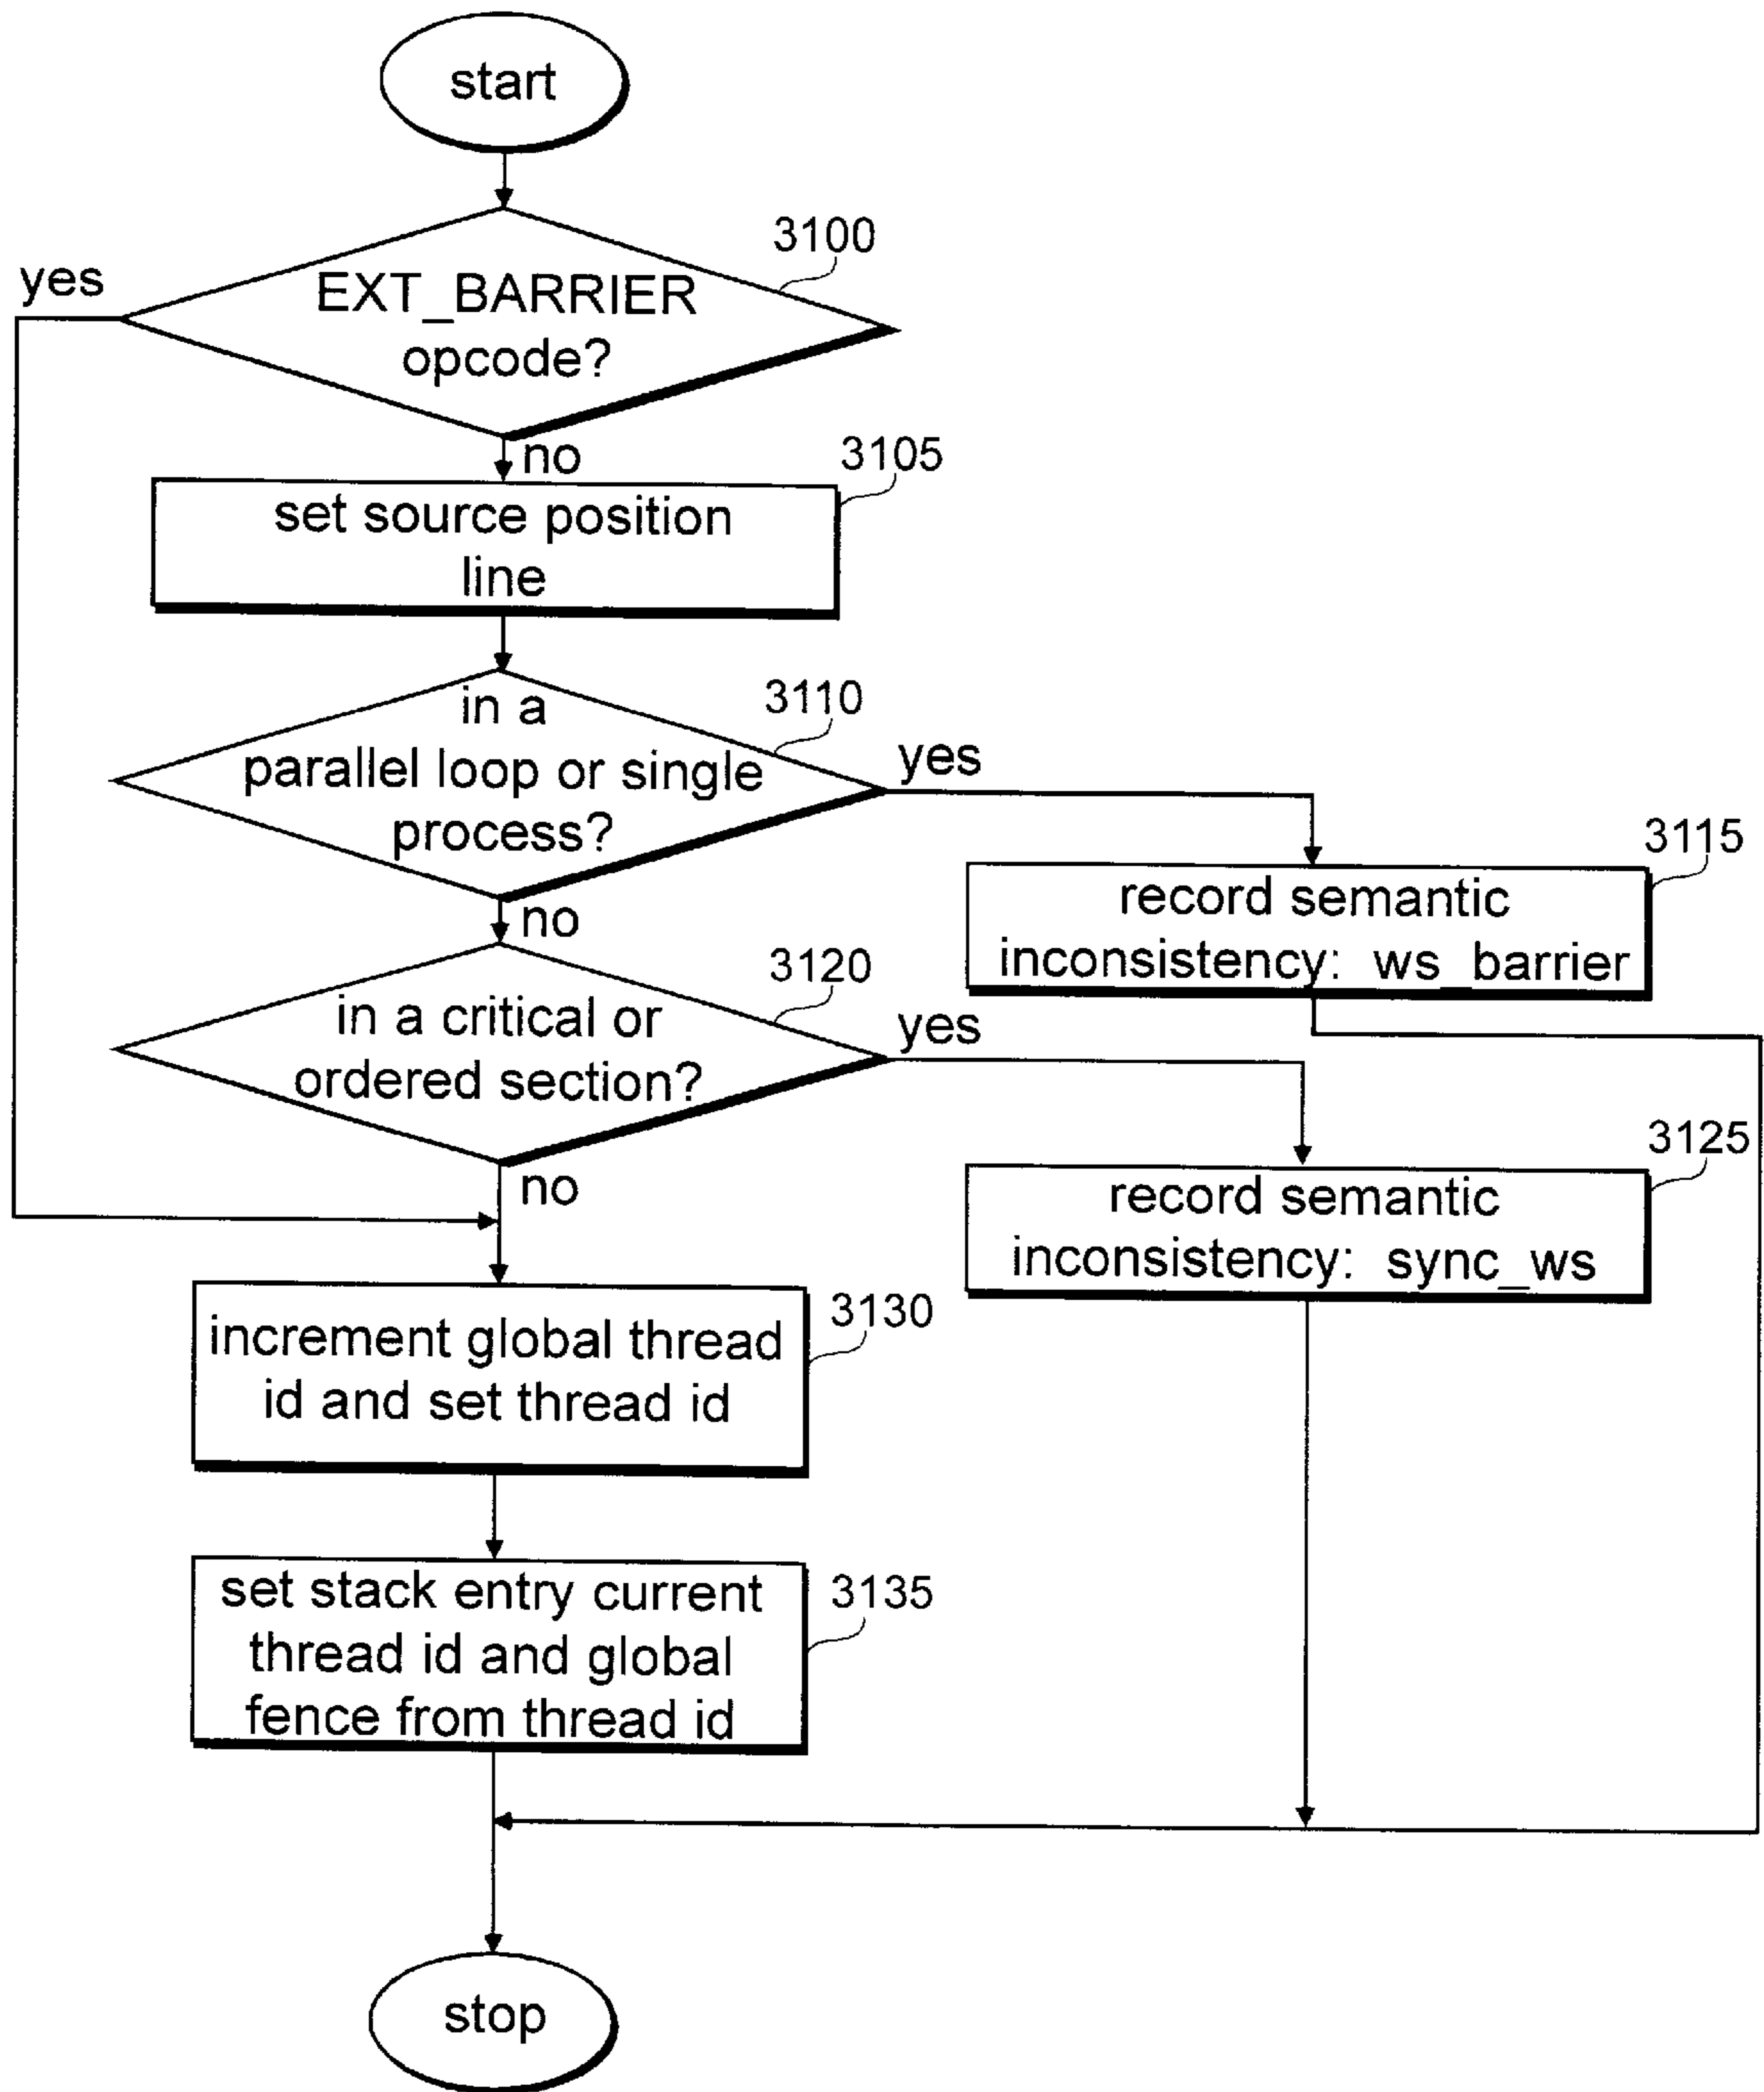 start
3100
yes
EXT_BARRIER
opcode?
no
3105
set source position
line
3110
in a
parallel loop or single
process?
yes
3115
record semantic
inconsistency: ws_barrier
no
3120
in a critical or
ordered section?
yes
3125
record semantic
inconsistency: sync_ws
no
3130
increment global thread
id and set thread id
3135
set stack entry current
thread id and global
fence from thread id
stop